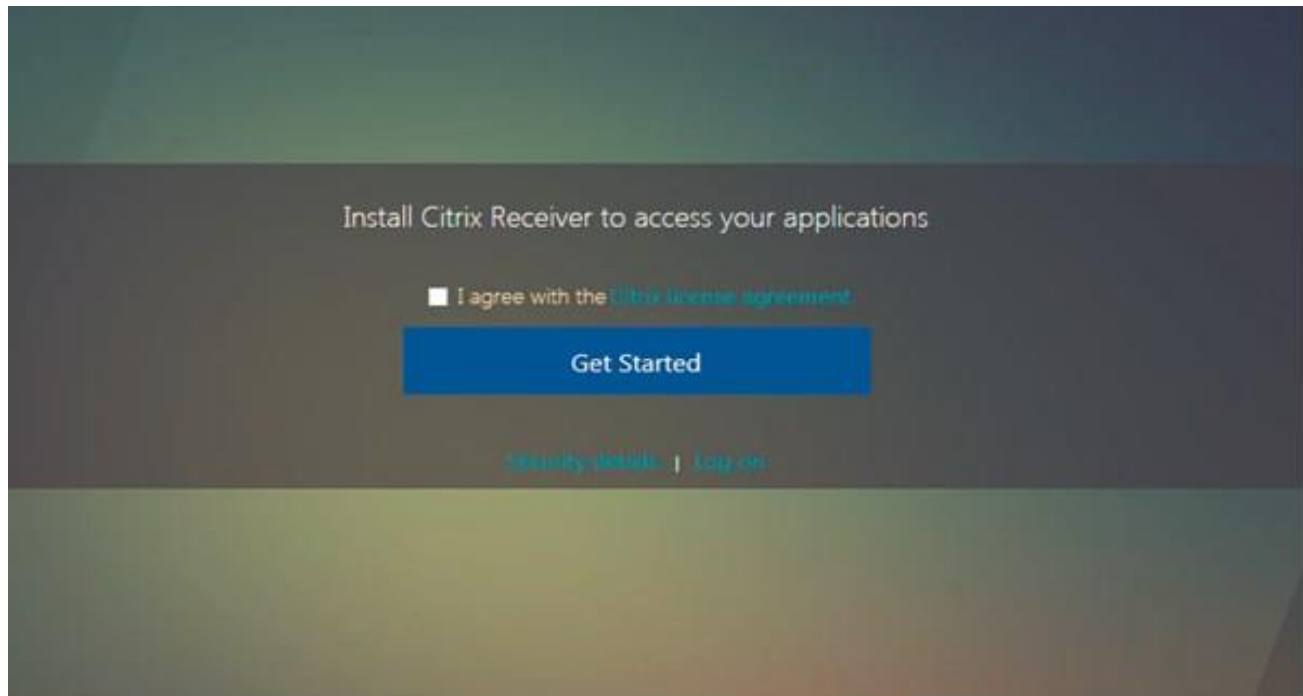 Install Citrix Receiver to access your applications
I agree with the Citrix license agreement
Get Started
Security details | Log on